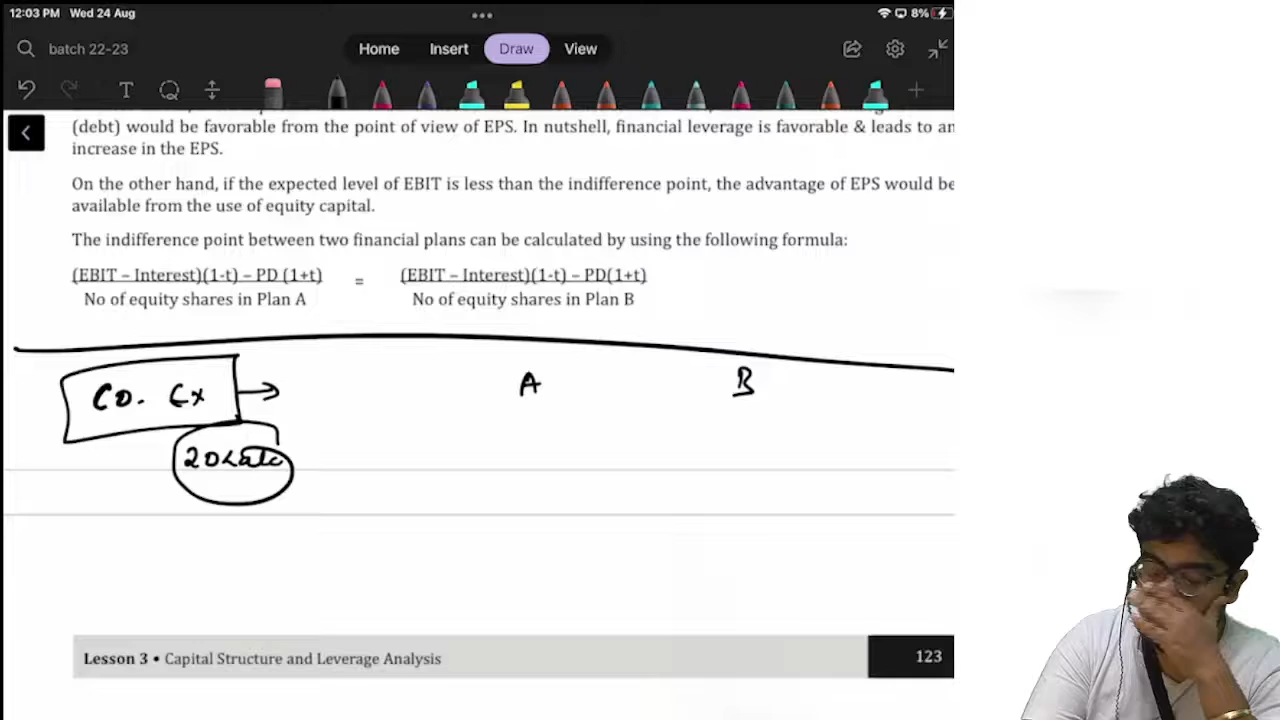 12:03 PM Wed 24 Aug
8%
batch 22-23
Home Insert Draw View
(debt) would be favorable from the point of view of EPS. In nutshell, financial leverage is favorable & leads to an
increase in the EPS.
On the other hand, if the expected level of EBIT is less than the indifference point, the advantage of EPS would be
available from the use of equity capital.
The indifference point between two financial plans can be calculated by using the following formula:
(EBIT – Interest)(1-t) – PD (1+t) = (EBIT – Interest)(1-t) – PD(1+t)
No of equity shares in Plan A No of equity shares in Plan B
CO. Ex A B
20
Lesson 3 • Capital Structure and Leverage Analysis 123